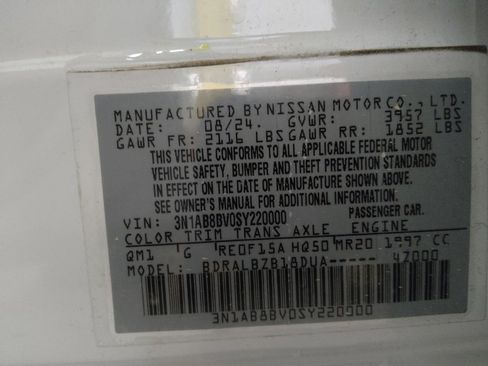 MANUFACTURED BY NISSAN MOTOR CO., LTD.
DATE: 08/24. GVWR: 3957 LBS
GAWR FR: 2116 LBS GAWR RR: 1852 LBS
THIS VEHICLE CONFORMS TO ALL APPLICABLE FEDERAL MOTOR
VEHICLE SAFETY, BUMPER AND THEFT PREVENTION STANDARDS
IN EFFECT ON THE DATE OF MANUFACTURE SHOWN ABOVE.
SEE OWNER'S MANUAL FOR ADDITIONAL INFORMATION.
VIN: 3N1AB8BV0SY220000 PASSENGER CAR.
COLOR TRIM TRANS AXLE ENGINE
QM1 G RE0F15A HQ50 MR20 1997 CC
MODEL: BDRALBZB18DUA----- 47000
3N1AB8BV0SY220000